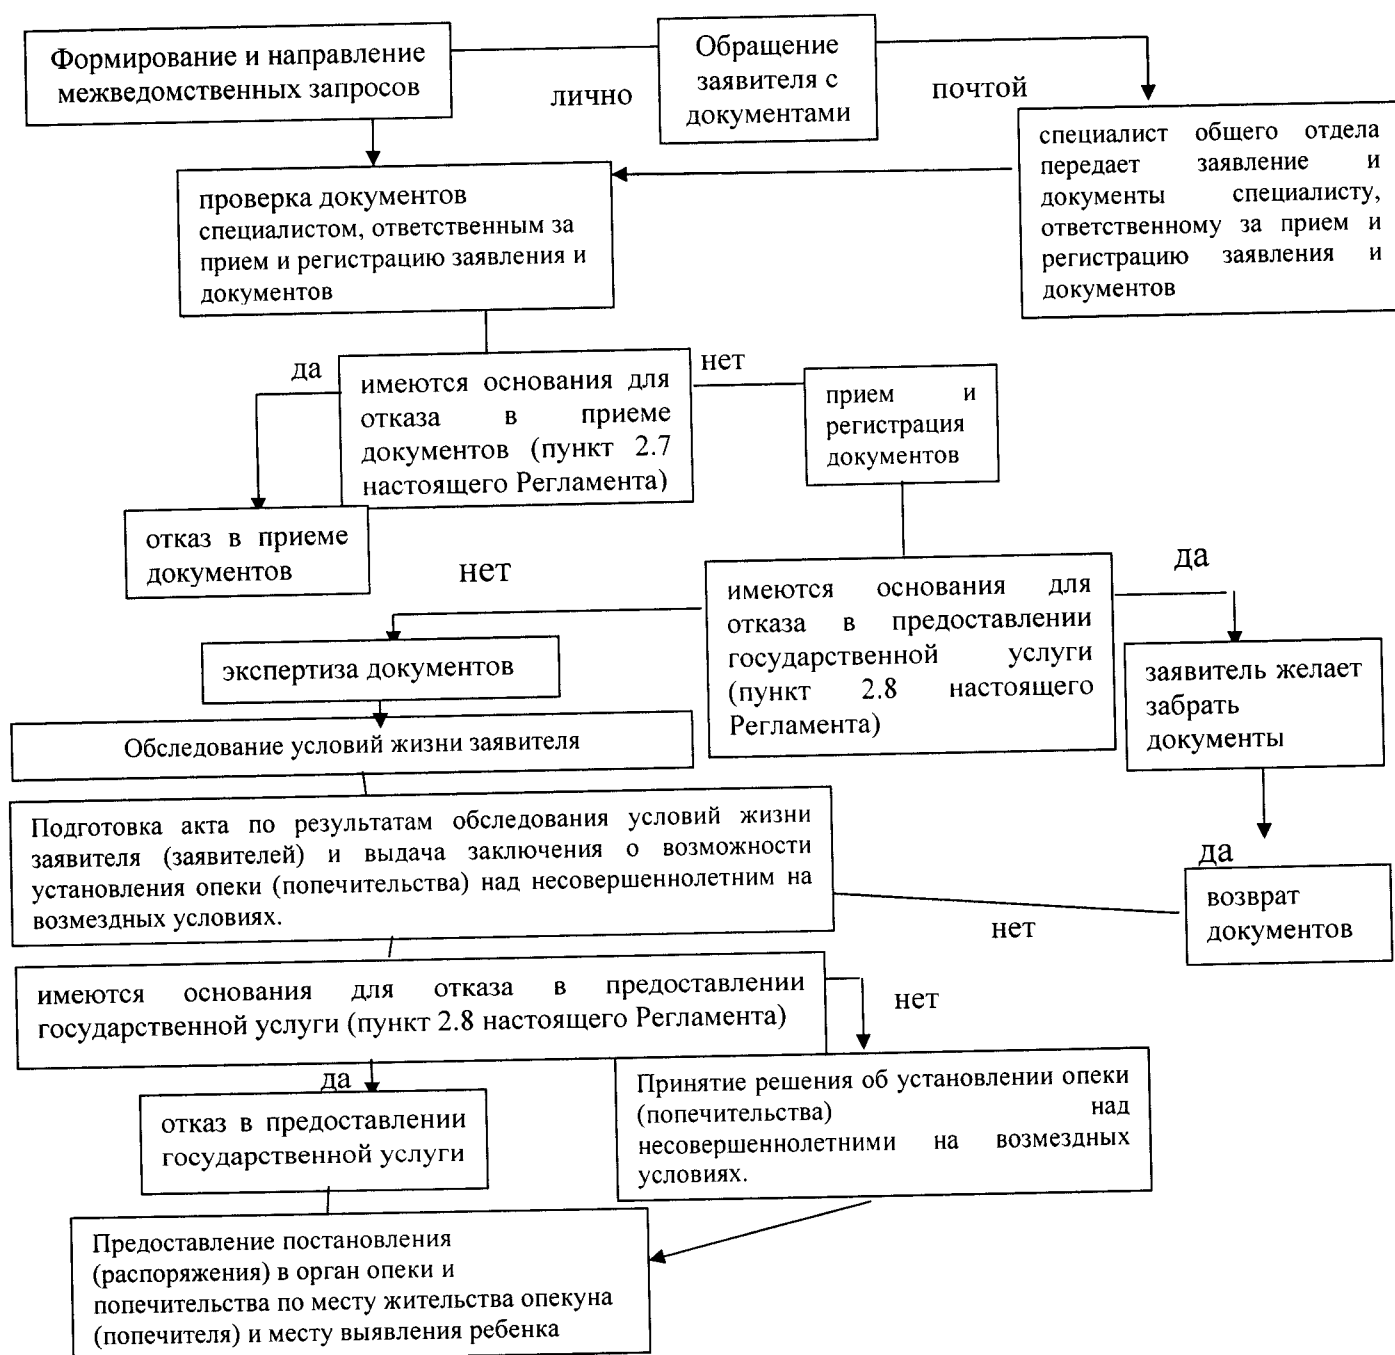 Формирование и направление
межведомственных запросов
лично
Обращение
заявителя с
документами
почтой
специалист общего отдела
передает заявление и
документы специалисту,
ответственному за прием и
регистрацию заявления и
документов
проверка документов
специалистом, ответственным за
прием и регистрацию заявления и
документов
да
имеются основания для
отказа в приеме
документов (пункт 2.7
настоящего Регламента)
нет
прием и
регистрация
документов
отказ в приеме
документов
нет
имеются основания для
отказа в предоставлении
государственной услуги
(пункт 2.8 настоящего
Регламента)
да
экспертиза документов
заявитель желает
забрать
документы
Обследование условий жизни заявителя
Подготовка акта по результатам обследования условий жизни
заявителя (заявителей) и выдача заключения о возможности
установления опеки (попечительства) над несовершеннолетним на
возмездных условиях.
да
возврат
документов
нет
имеются основания для отказа в предоставлении
государственной услуги (пункт 2.8 настоящего Регламента)
нет
да
отказ в предоставлении
государственной услуги
Принятие решения об установлении опеки
(попечительства) над
несовершеннолетними на возмездных
условиях.
Предоставление постановления
(распоряжения) в орган опеки и
попечительства по месту жительства опекуна
(попечителя) и месту выявления ребенка